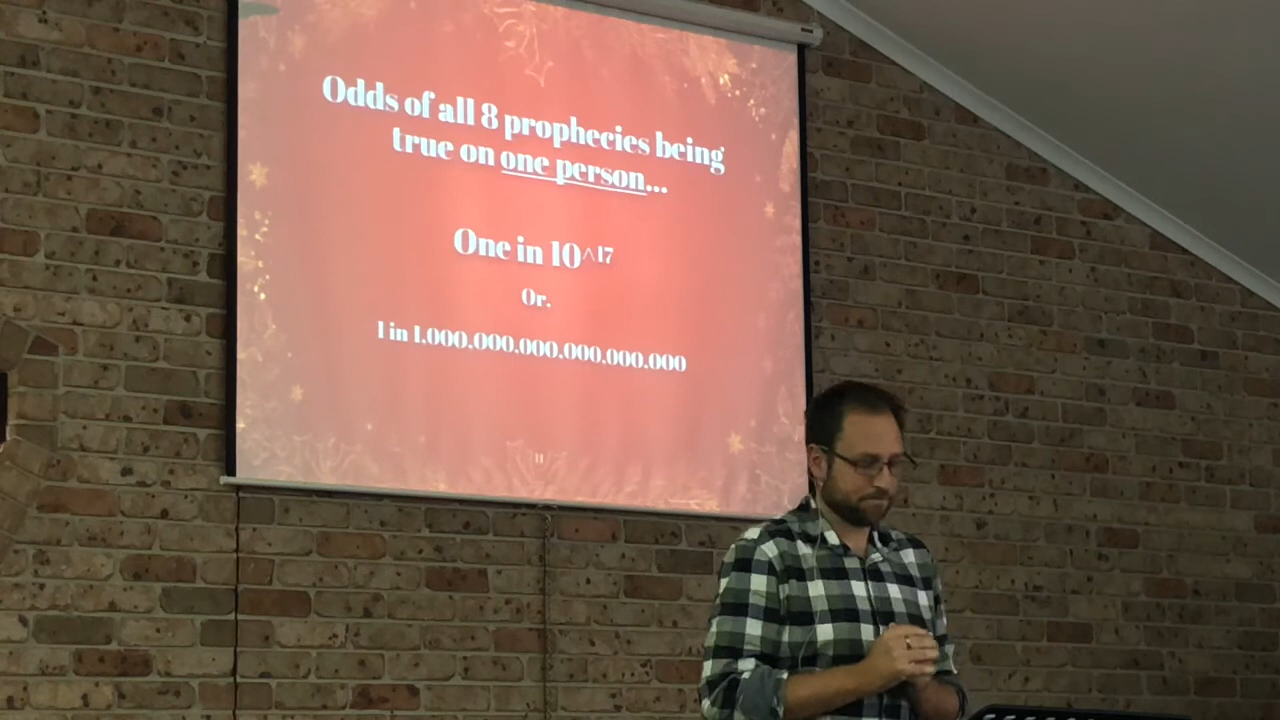 Odds of all 8 prophecies being
true on one person...
One in 10^17
Or.
1 in 1,000,000,000,000,000,000
11